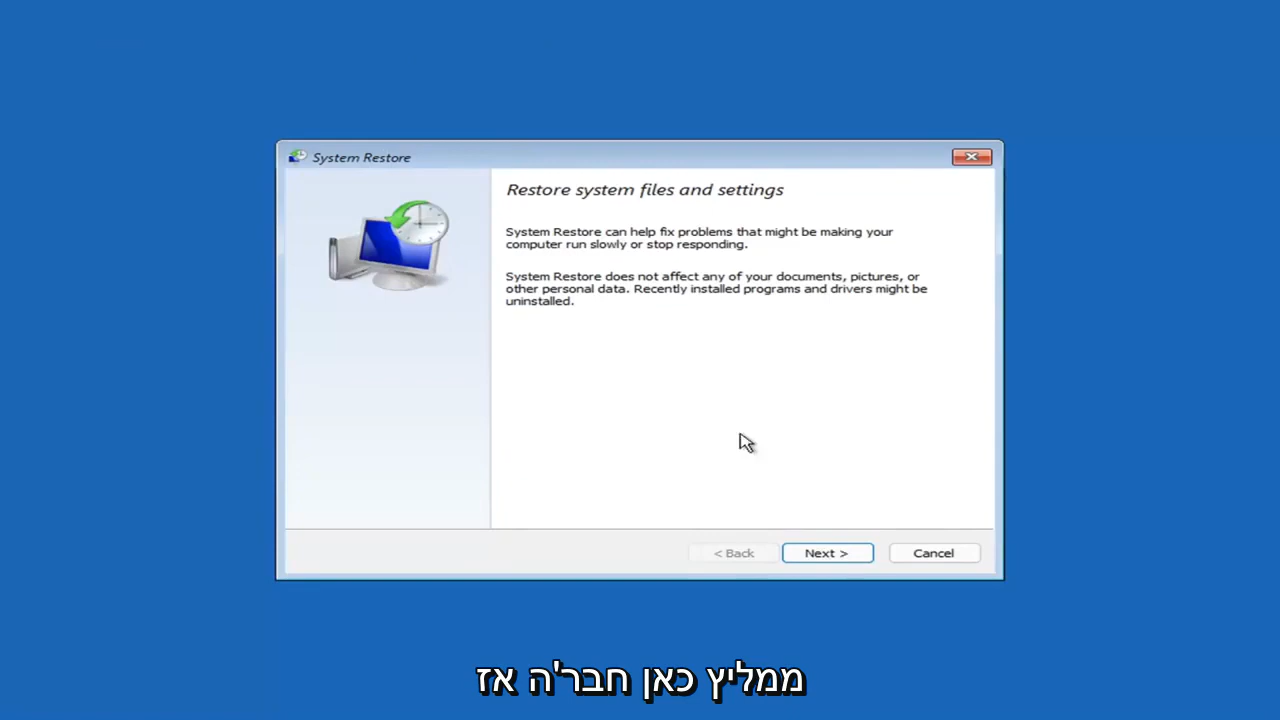 System Restore
Restore system files and settings
System Restore can help fix problems that might be making your
computer run slowly or stop responding.
System Restore does not affect any of your documents, pictures, or
other personal data. Recently installed programs and drivers might be
uninstalled.
< Back Next > Cancel
ממליץ כאן חבר'ה אז